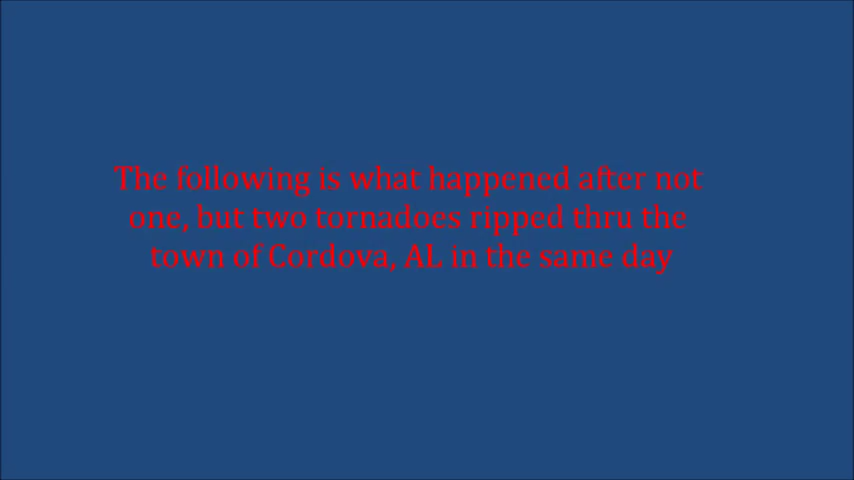 The following is what happened after not
one, but two tornadoes ripped thru the
town of Cordova, AL in the same day